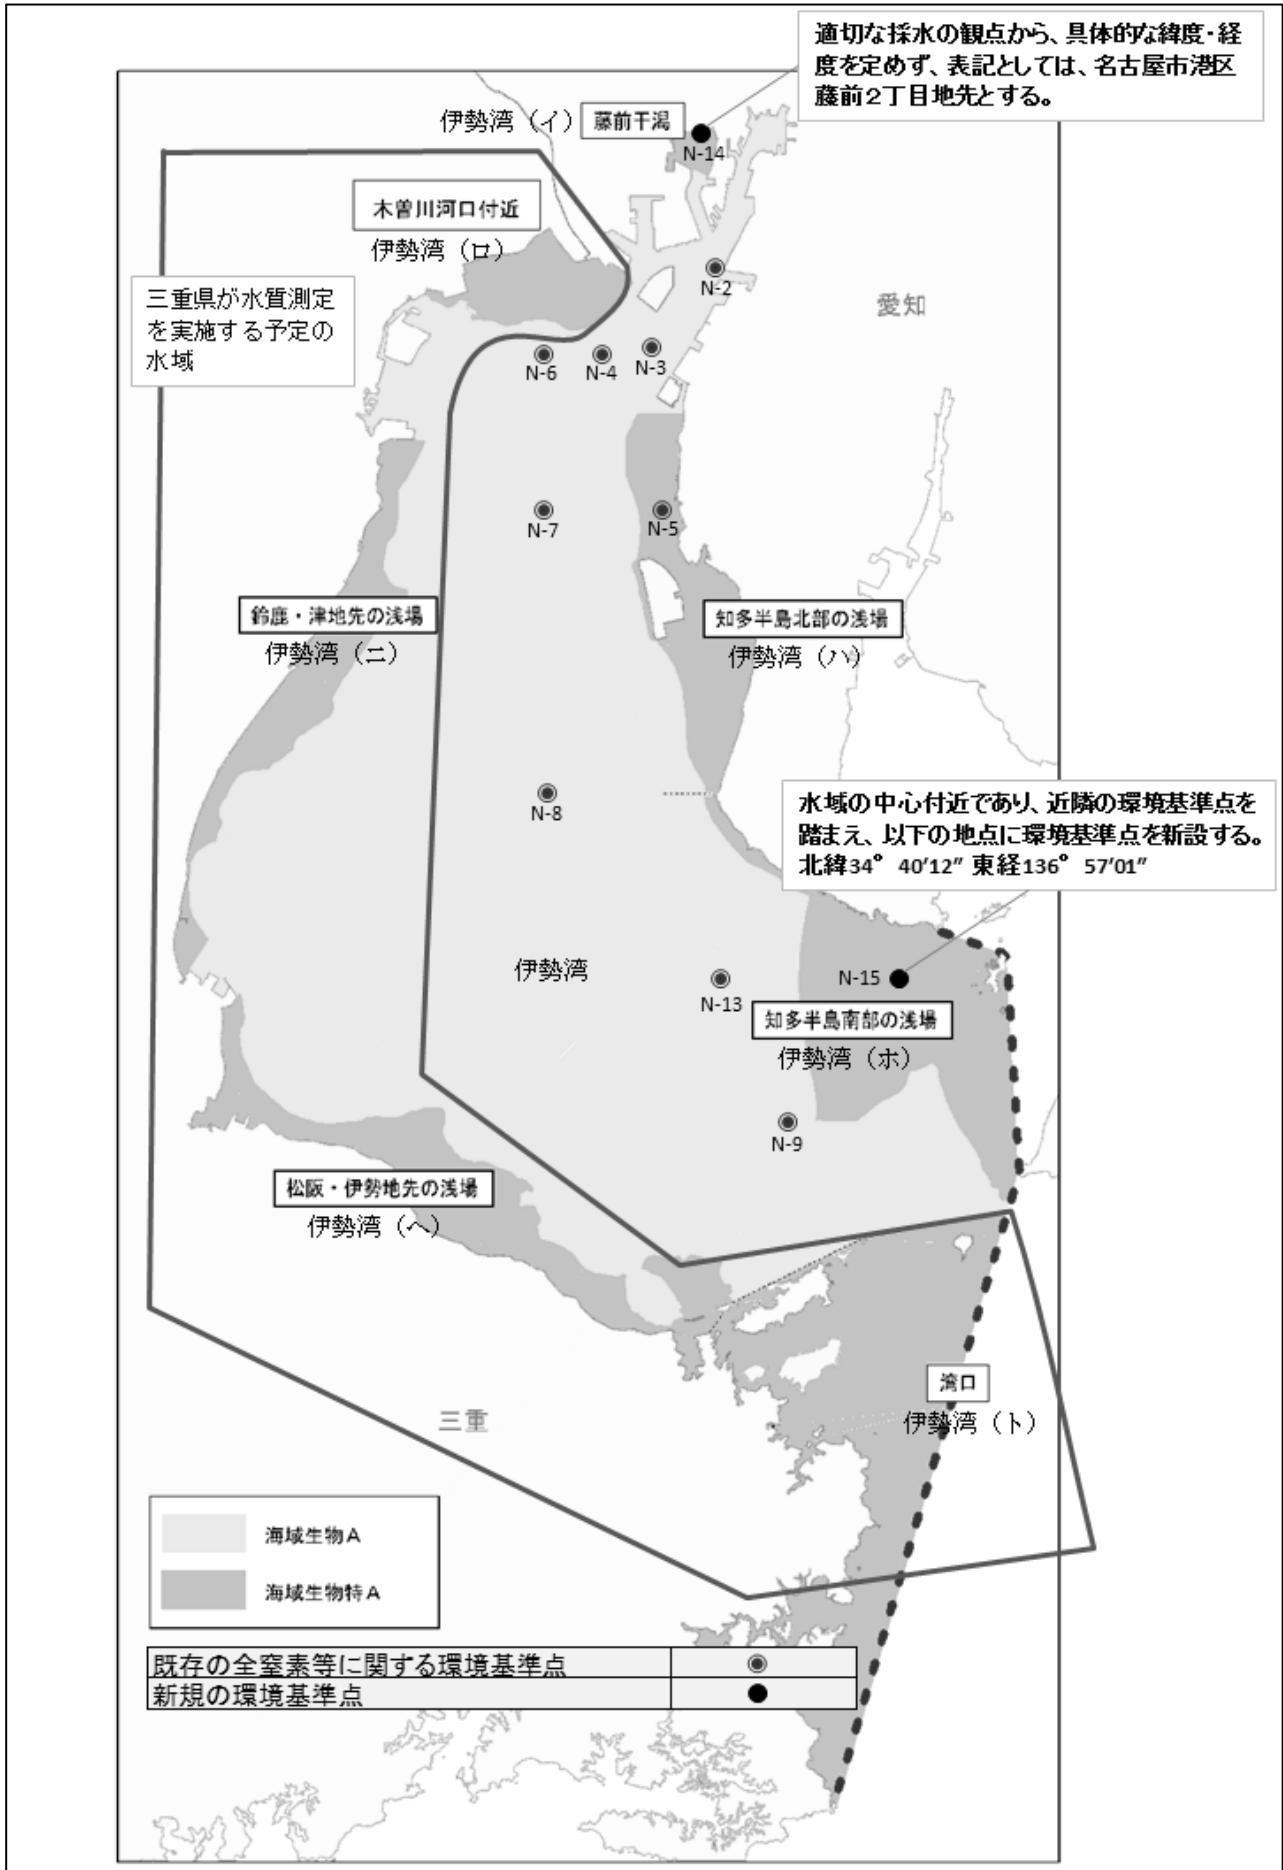 適切な採水の観点から、具体的な緯度・経
度を定めず、表記としては、名古屋市港区
藤前2丁目地先とする。
伊勢湾（イ）
藤前干潟
N-14
木曽川河口付近
伊勢湾（ロ）
N-2
三重県が水質測定
を実施する予定の
水域
愛知
N-6
N-4
N-3
N-7
N-5
鈴鹿・津地先の浅場
伊勢湾（ニ）
知多半島北部の浅場
伊勢湾（ハ）
N-8
水域の中心付近であり、近隣の環境基準点を
踏まえ、以下の地点に環境基準点を新設する。
北緯34° 40′12″ 東経136° 57′01″
伊勢湾
N-15
N-13
知多半島南部の浅場
伊勢湾（ホ）
N-9
松阪・伊勢地先の浅場
伊勢湾（ヘ）
湾口
伊勢湾（ト）
三重
海域生物A
海域生物特A
既存の全窒素等に関する環境基準点
新規の環境基準点